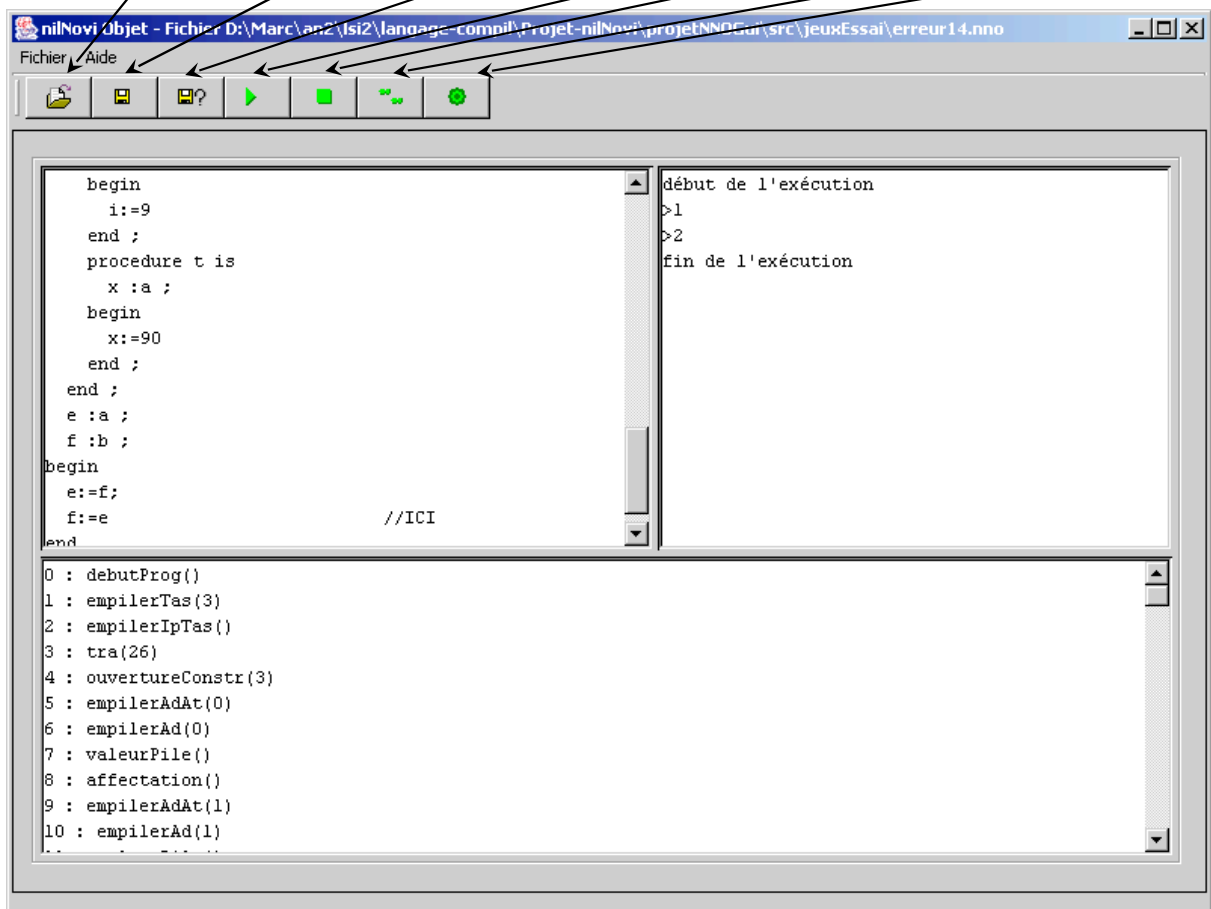 nilNovi Objet - Fichier D:\Marc\an2\lsi2\langage-compil\Projet-nilNovi\projetNNOGui\src\jeuxEssai\erreur14.nno
Fichier Aide
?
begin
i:=9
end ;
procedure t is
x :a ;
begin
x:=90
end ;
end ;
e :a ;
f :b ;
begin
e:=f;
f:=e //ICI
end
début de l'exécution
>1
>2
fin de l'exécution
0 : debutProg()
1 : empilerTas(3)
2 : empilerIpTas()
3 : tra(26)
4 : ouvertureConstr(3)
5 : empilerAdAt(0)
6 : empilerAd(0)
7 : valeurPile()
8 : affectation()
9 : empilerAdAt(1)
10 : empilerAd(1)